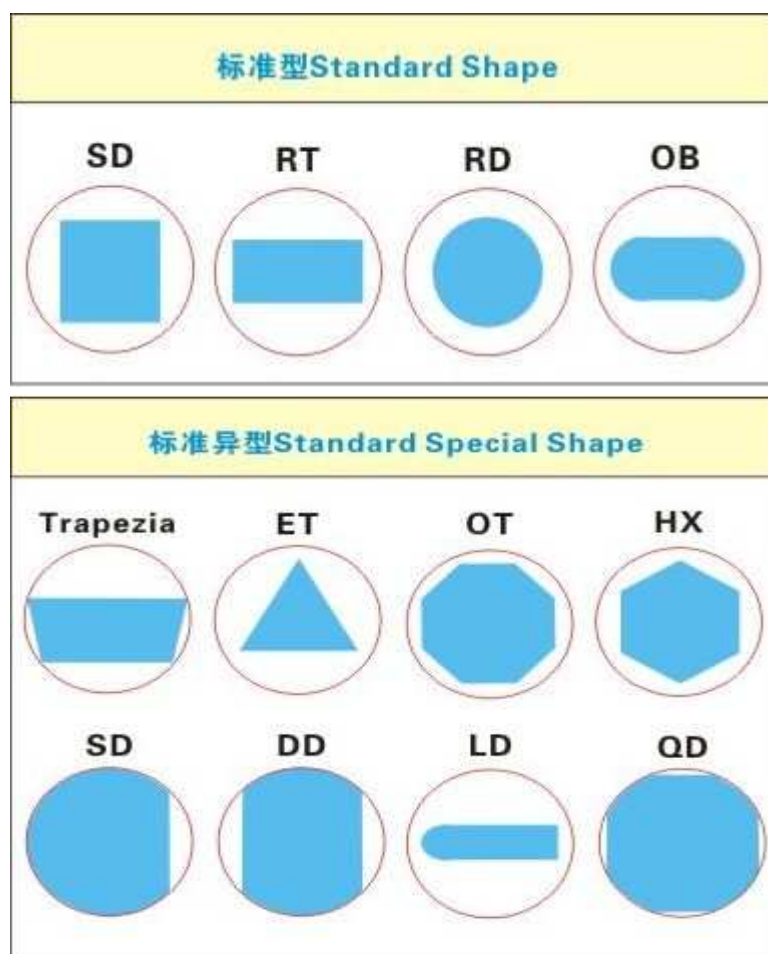 标准型Standard Shape
SD RT RD OB
标准异型Standard Special Shape
Trapezia ET OT HX
SD DD LD QD